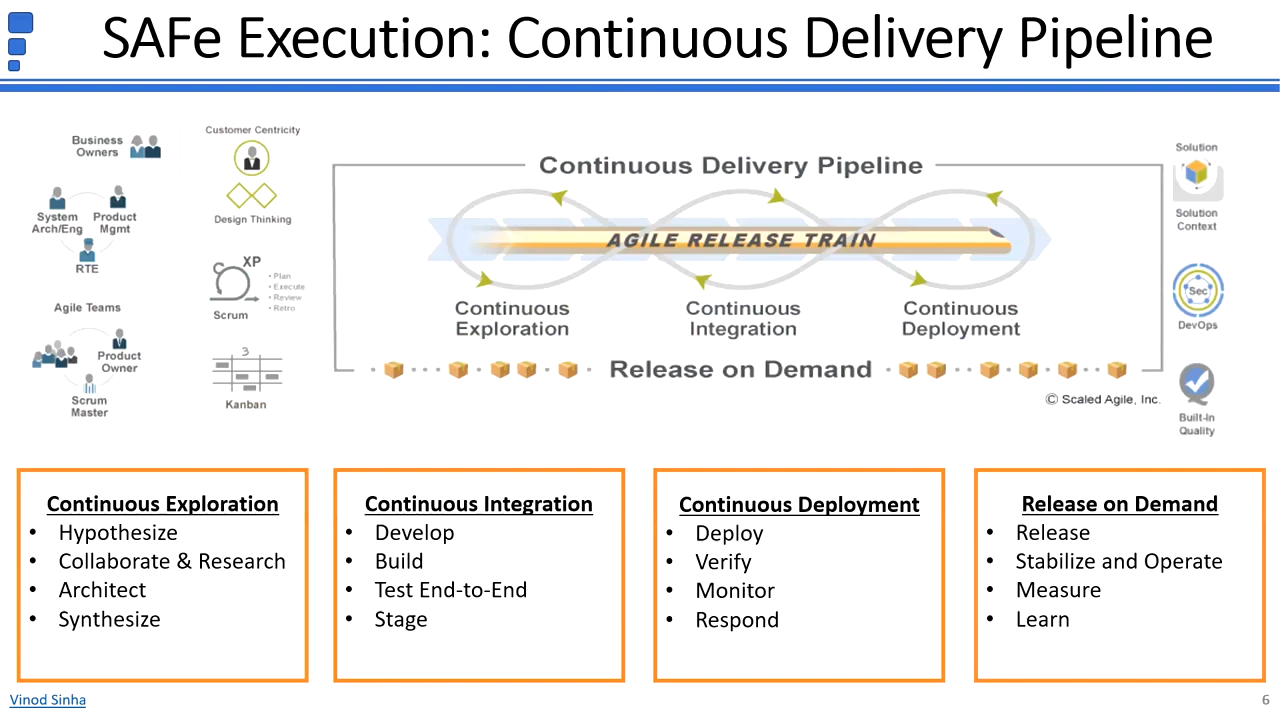 SAFe Execution: Continuous Delivery Pipeline
Business
Owners
System
Arch/Eng
Product
Mgmt
RTE
Agile Teams
Product
Owner
Scrum
Master
Customer Centricity
Design Thinking
XP
• Plan
• Execute
• Review
• Retro
Scrum
3
Kanban
Continuous Delivery Pipeline
AGILE RELEASE TRAIN
Continuous
Exploration
Continuous
Integration
Continuous
Deployment
Release on Demand
© Scaled Agile, Inc.
Solution
Solution
Context
Sec
DevOps
Built-In
Quality
Continuous Exploration
• Hypothesize
• Collaborate & Research
• Architect
• Synthesize
Continuous Integration
• Develop
• Build
• Test End-to-End
• Stage
Continuous Deployment
• Deploy
• Verify
• Monitor
• Respond
Release on Demand
• Release
• Stabilize and Operate
• Measure
• Learn
Vinod Sinha
6